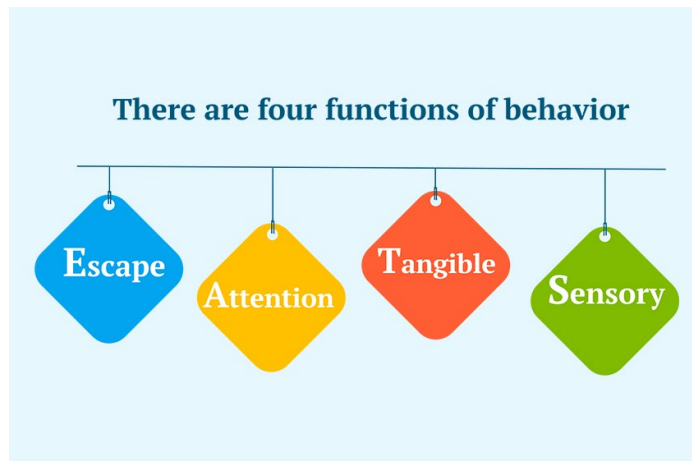 There are four functions of behavior
Escape
Attention
Tangible
Sensory